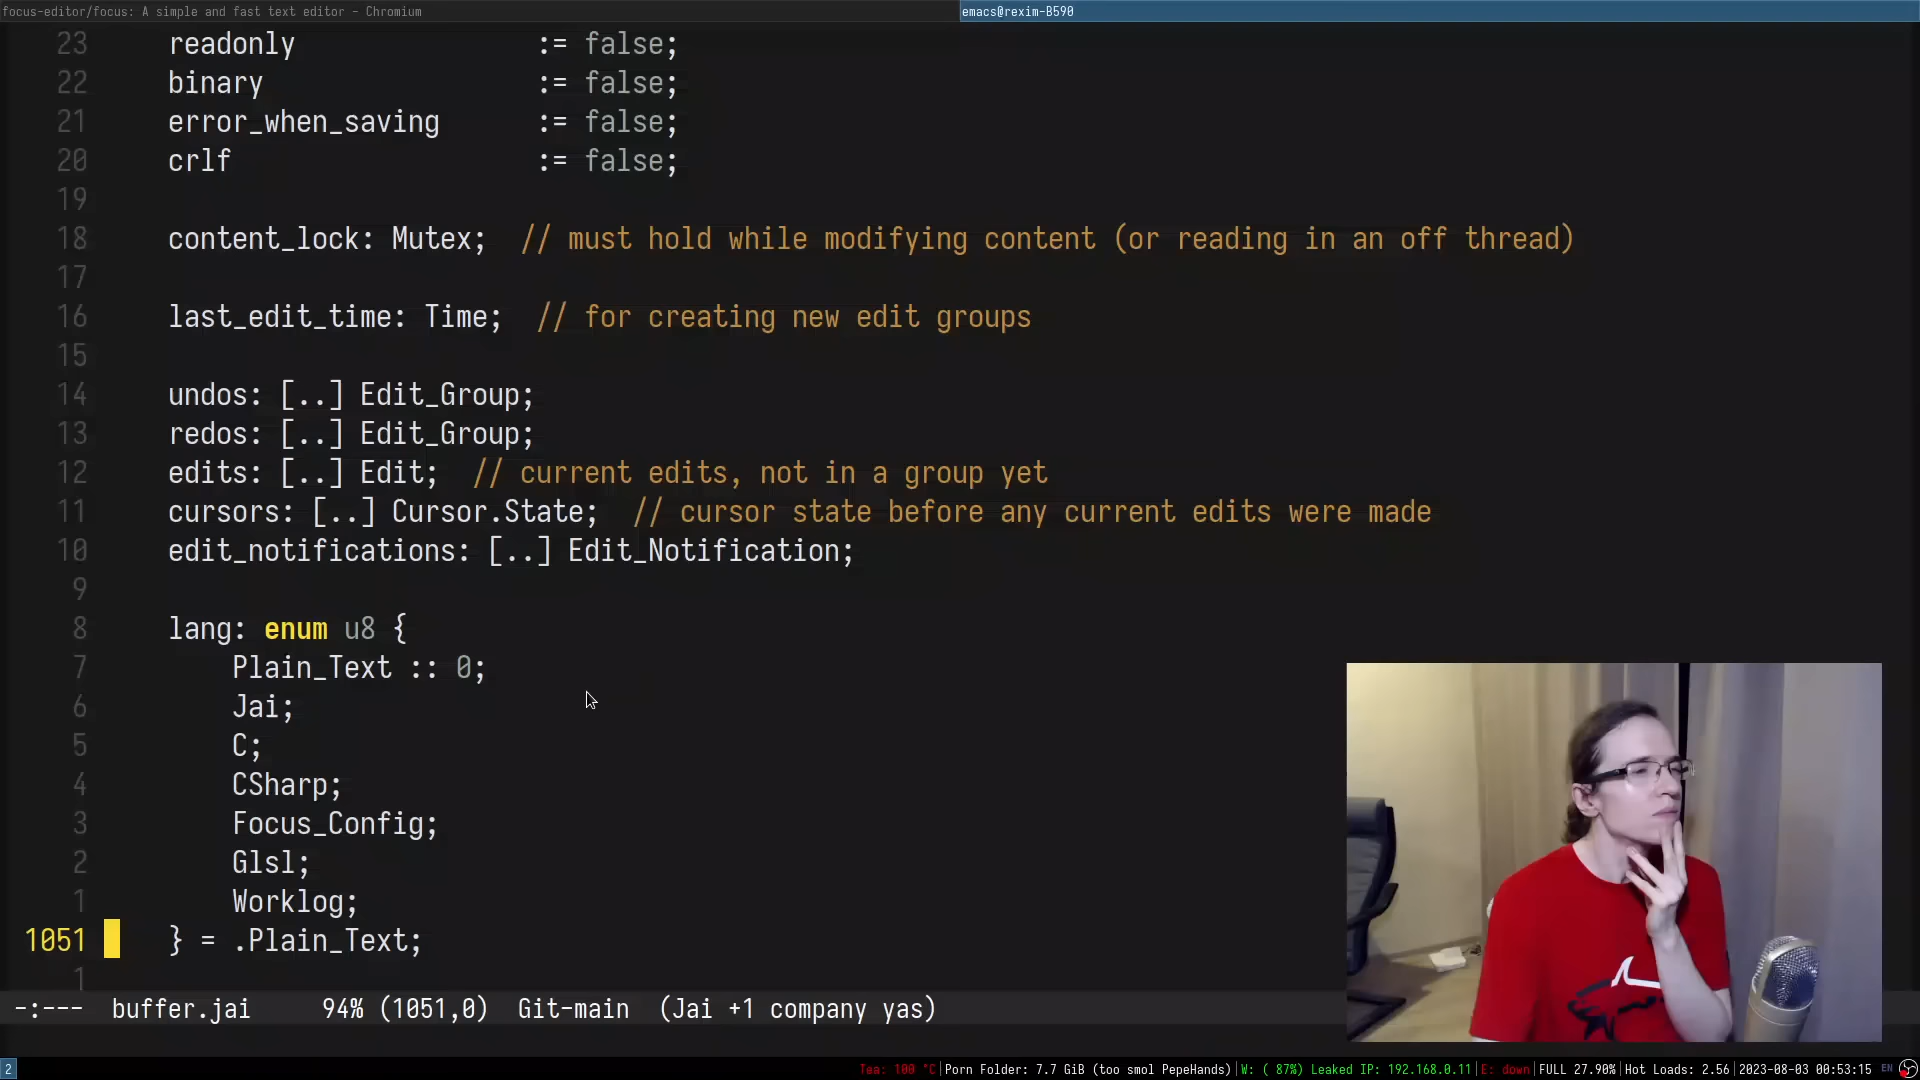 focus-editor/focus: A simple and fast text editor - Chromium
emacs@rexim-B590
23 readonly := false;
22 binary := false;
21 error_when_saving := false;
20 crlf := false;
19
18 content_lock: Mutex; // must hold while modifying content (or reading in an off thread)
17
16 last_edit_time: Time; // for creating new edit groups
15
14 undos: [..] Edit_Group;
13 redos: [..] Edit_Group;
12 edits: [..] Edit; // current edits, not in a group yet
11 cursors: [..] Cursor.State; // cursor state before any current edits were made
10 edit_notifications: [..] Edit_Notification;
9
8 lang: enum u8 {
7 Plain_Text :: 0;
6 Jai;
5 C;
4 CSharp;
3 Focus_Config;
2 Glsl;
1 Worklog;
1051 } = .Plain_Text;
1
-:--- buffer.jai 94% (1051,0) Git-main (Jai +1 company yas)
2 Tea: 100 °C|Porn Folder: 7.7 GiB (too smol PepeHands)|W: ( 87%) Leaked IP: 192.168.0.11|E: down|FULL 27.90%|Hot Loads: 2.56|2023-08-03 00:53:15 EN